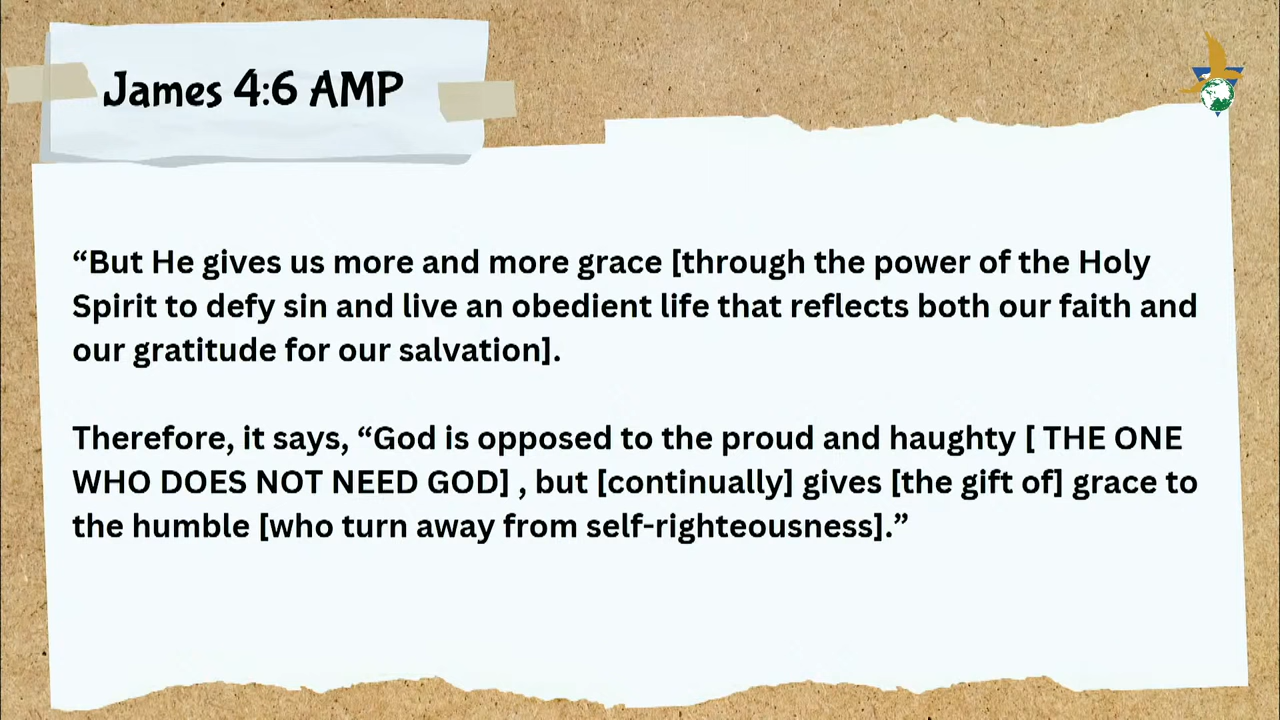 James 4:6 AMP
“But He gives us more and more grace [through the power of the Holy
Spirit to defy sin and live an obedient life that reflects both our faith and
our gratitude for our salvation].
Therefore, it says, “God is opposed to the proud and haughty [ THE ONE
WHO DOES NOT NEED GOD] , but [continually] gives [the gift of] grace to
the humble [who turn away from self-righteousness].”